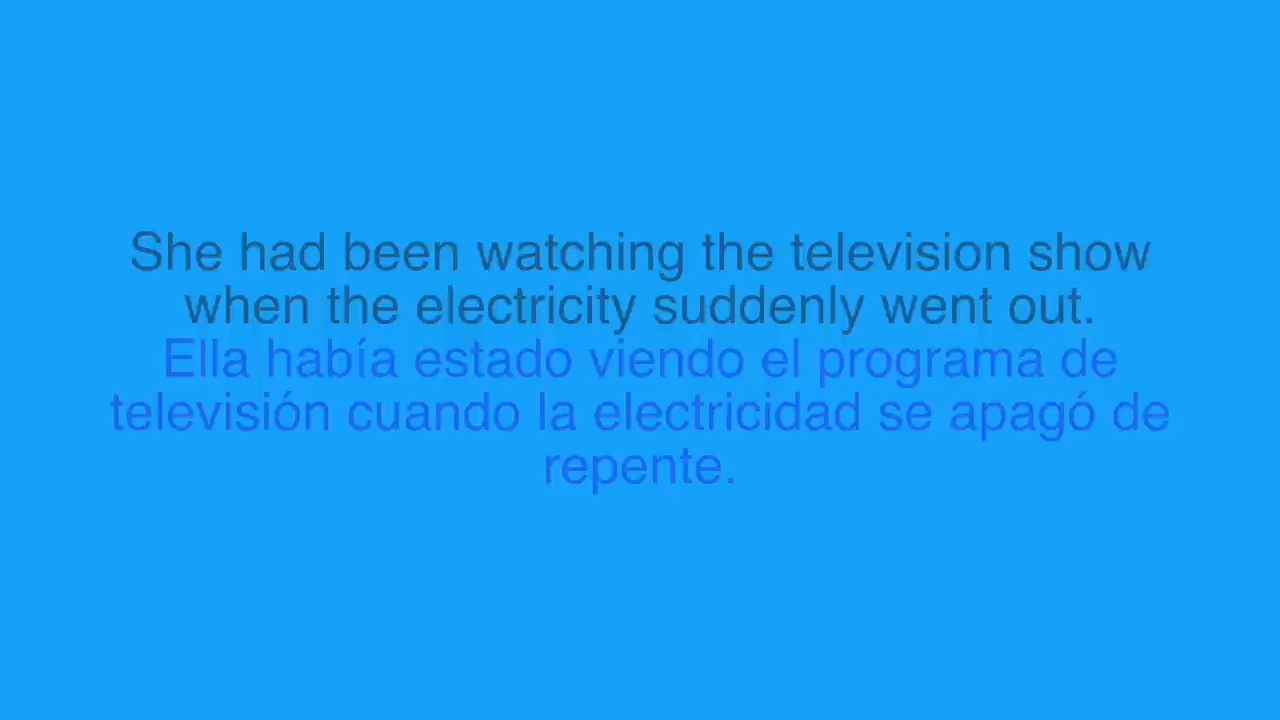 She had been watching the television show
when the electricity suddenly went out.
Ella había estado viendo el programa de
televisión cuando la electricidad se apagó de
repente.